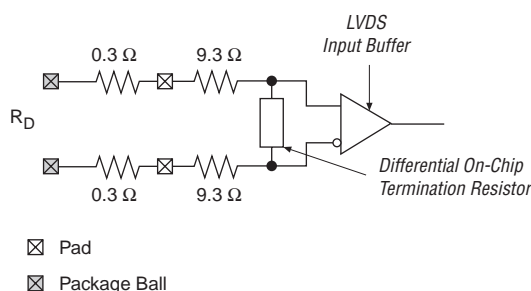 LVDS
Input Buffer
0.3 Ω
9.3 Ω
R_D
0.3 Ω
9.3 Ω
Differential On-Chip
Termination Resistor
Pad
Package Ball